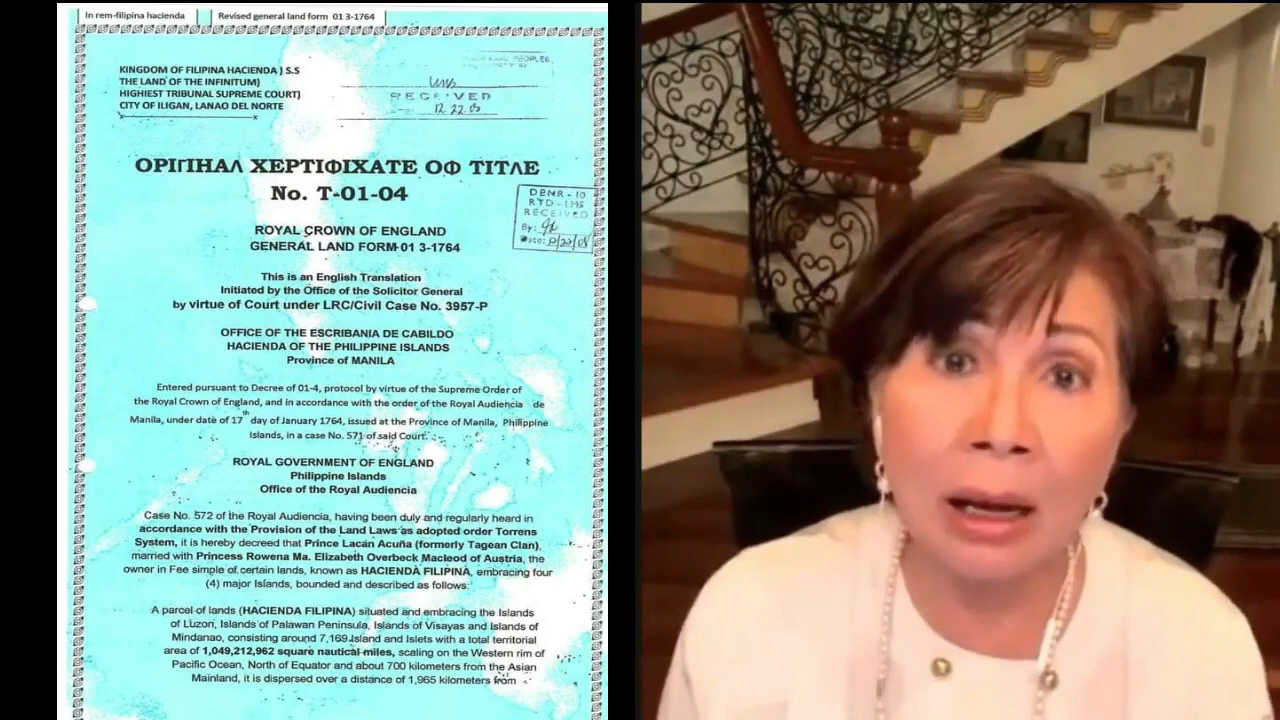 In rem-filipina hacienda
Revised general land form 01 3-1764
KINGDOM OF FILIPINA HACIENDA ) S.S
THE LAND OF THE INFINITUM)
HIGHEST TRIBUNAL SUPREME COURT)
CITY OF ILIGAN, LANAO DEL NORTE
RECEIVED
12 22 03
ΟΡIΓIΗΑΛ ΧΕΡΤIΦIΧΑΤΕ ΟΦ ΤIΤΛΕ
No. T-01-04
DENR-10
RTD-LMS
RECEIVED
By:
Date:
ROYAL CROWN OF ENGLAND
GENERAL LAND FORM-01 3-1764
This is an English Translation
Initiated by the Office of the Solicitor General
by virtue of Court under LRC/Civil Case No. 3957-P
OFFICE OF THE ESCRIBANIA DE CABILDO
HACIENDA OF THE PHILIPPINE ISLANDS
Province of MANILA
Entered pursuant to Decree of 01-4, protocol by virtue of the Supreme Order of
the Royal Crown of England, and in accordance with the order of the Royal Audiencia de
Manila, under date of 17th day of January 1764, issued at the Province of Manila, Philippine
Islands, in a case No. 571 of said Court.
ROYAL GOVERNMENT OF ENGLAND
Philippine Islands
Office of the Royal Audiencia
Case No. 572 of the Royal Audiencia, having been duly and regularly heard in
accordance with the Provision of the Land Laws as adopted order Torrens
System, it is hereby decreed that Prince Lacan Acuña (formerly Tagean Clan),
married with Princess Rowena Ma. Elizabeth Overbeck Macleod of Austria, the
owner in Fee simple of certain lands, known as HACIENDA FILIPINA, embracing four
(4) major Islands, bounded and described as follows:
A parcel of lands (HACIENDA FILIPINA) situated and embracing the Islands
of Luzon, Islands of Palawan Peninsula, Islands of Visayas and Islands of
Mindanao, consisting around 7,169 Island and Islets with a total territorial
area of 1,049,212,962 square nautical miles, scaling on the Western rim of
Pacific Ocean, North of Equator and about 700 kilometers from the Asian
Mainland, it is dispersed over a distance of 1,965 kilometers from